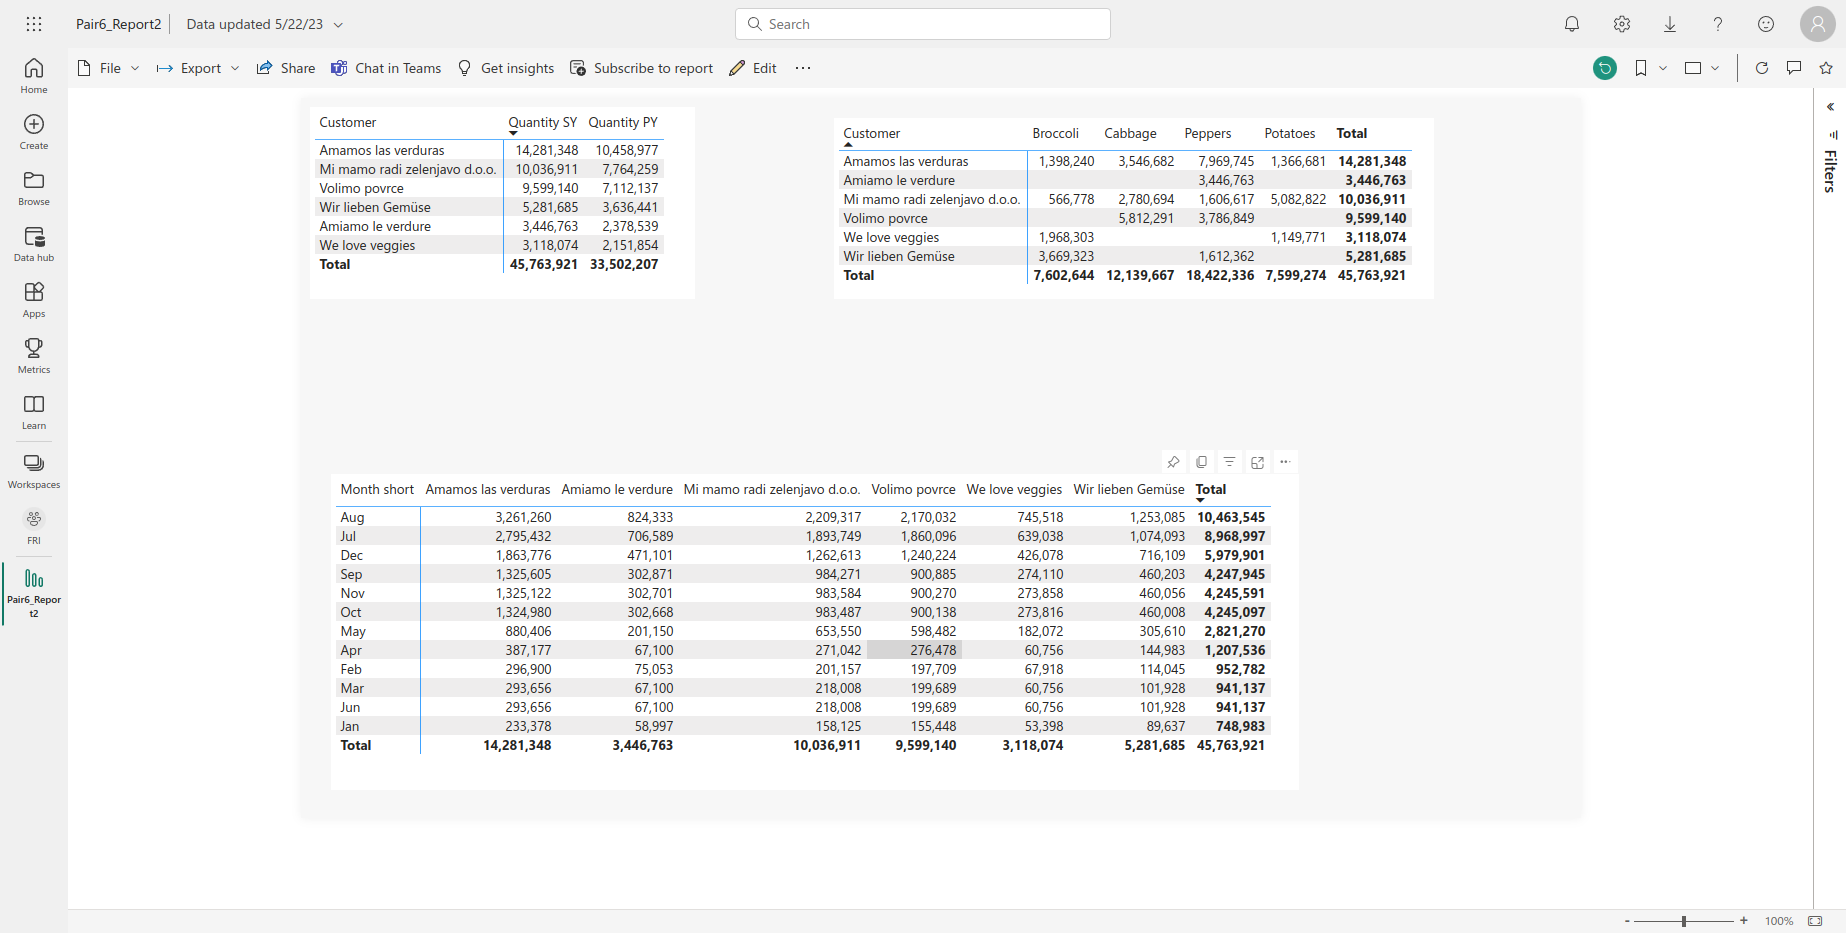 Pair6_Report2 Data updated 5/22/23
Search
File Export Share Chat in Teams Get insights Subscribe to report Edit
Home
Create
Browse
Data hub
Apps
Metrics
Learn
Workspaces
FRI
Pair6_Repor
t2
Customer Quantity SY Quantity PY
Amamos las verduras 14,281,348 10,458,977
Mi mamo radi zelenjavo d.o.o. 10,036,911 7,764,259
Volimo povrce 9,599,140 7,112,137
Wir lieben Gemüse 5,281,685 3,636,441
Amiamo le verdure 3,446,763 2,378,539
We love veggies 3,118,074 2,151,854
Total 45,763,921 33,502,207
Customer Broccoli Cabbage Peppers Potatoes Total
Amamos las verduras 1,398,240 3,546,682 7,969,745 1,366,681 14,281,348
Amiamo le verdure 3,446,763 3,446,763
Mi mamo radi zelenjavo d.o.o. 566,778 2,780,694 1,606,617 5,082,822 10,036,911
Volimo povrce 5,812,291 3,786,849 9,599,140
We love veggies 1,968,303 1,149,771 3,118,074
Wir lieben Gemüse 3,669,323 1,612,362 5,281,685
Total 7,602,644 12,139,667 18,422,336 7,599,274 45,763,921
Month short Amamos las verduras Amiamo le verdure Mi mamo radi zelenjavo d.o.o. Volimo povrce We love veggies Wir lieben Gemüse Total
Aug 3,261,260 824,333 2,209,317 2,170,032 745,518 1,253,085 10,463,545
Jul 2,795,432 706,589 1,893,749 1,860,096 639,038 1,074,093 8,968,997
Dec 1,863,776 471,101 1,262,613 1,240,224 426,078 716,109 5,979,901
Sep 1,325,605 302,871 984,271 900,885 274,110 460,203 4,247,945
Nov 1,325,122 302,701 983,584 900,270 273,858 460,056 4,245,591
Oct 1,324,980 302,668 983,487 900,138 273,816 460,008 4,245,097
May 880,406 201,150 653,550 598,482 182,072 305,610 2,821,270
Apr 387,177 67,100 271,042 276,478 60,756 144,983 1,207,536
Feb 296,900 75,053 201,157 197,709 67,918 114,045 952,782
Mar 293,656 67,100 218,008 199,689 60,756 101,928 941,137
Jun 293,656 67,100 218,008 199,689 60,756 101,928 941,137
Jan 233,378 58,997 158,125 155,448 53,398 89,637 748,983
Total 14,281,348 3,446,763 10,036,911 9,599,140 3,118,074 5,281,685 45,763,921
Filters
- + 100%